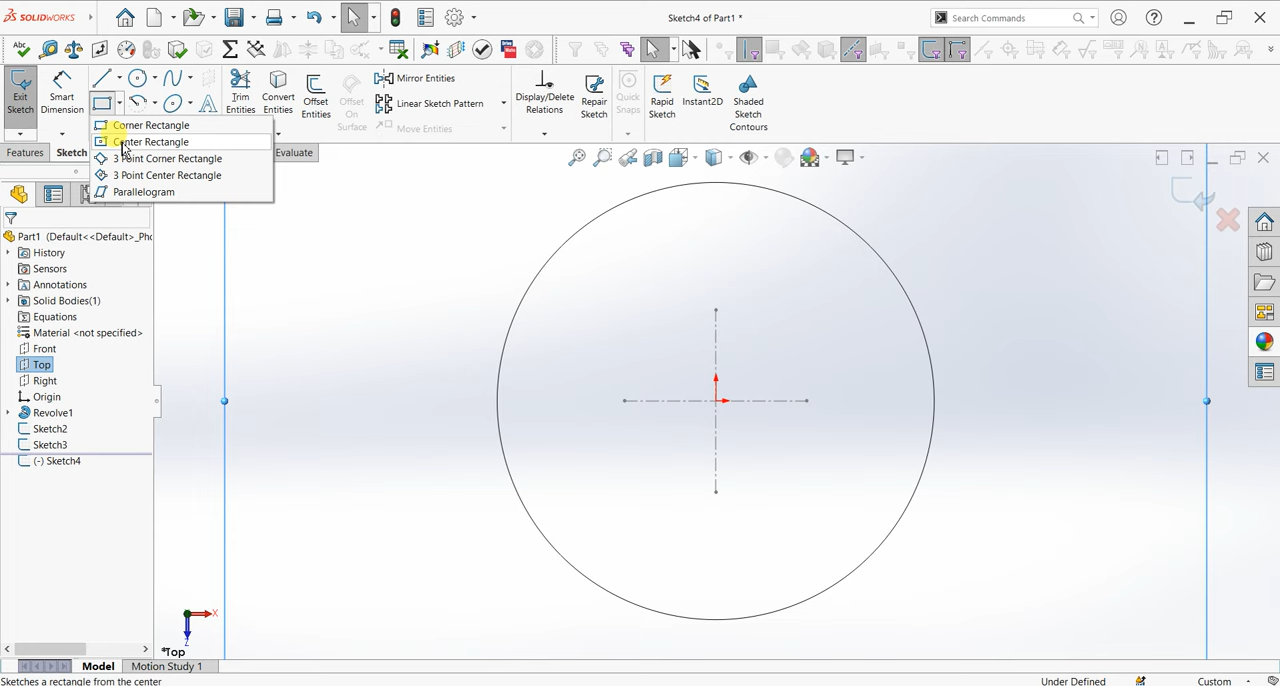 SOLIDWORKS
Sketch4 of Part1 *
Search Commands
Exit Sketch
Smart Dimension
Trim Entities
Convert Entities
Offset Entities
Offset On Surface
Mirror Entities
Linear Sketch Pattern
Move Entities
Display/Delete Relations
Repair Sketch
Quick Snaps
Rapid Sketch
Instant2D
Shaded Sketch Contours
Corner Rectangle
Center Rectangle
3 Point Corner Rectangle
3 Point Center Rectangle
Parallelogram
Features
Sketch
Evaluate
Part1 (Default<<Default>_Pho
History
Sensors
Annotations
Solid Bodies(1)
Equations
Material <not specified>
Front
Top
Right
Origin
Revolve1
Sketch2
Sketch3
(-) Sketch4
X
Z
*Top
Model
Motion Study 1
Sketches a rectangle from the center
Under Defined
Custom